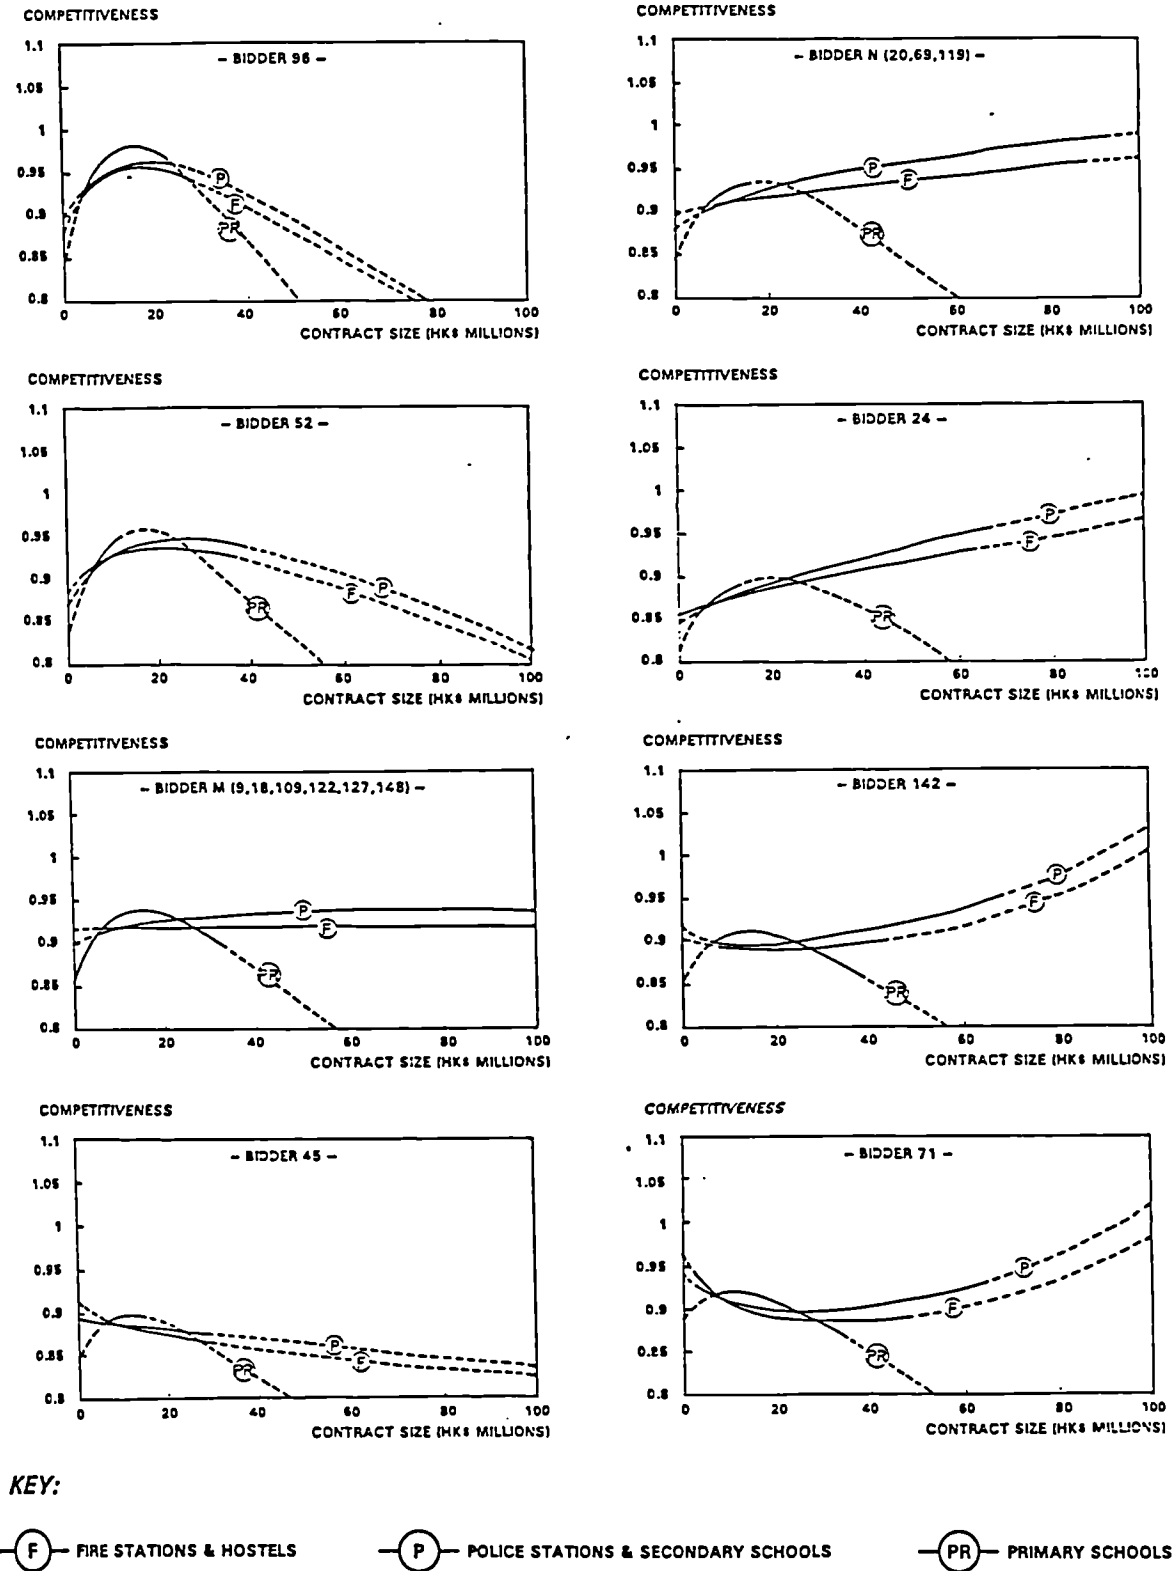 COMPETITIVENESS
- BIDDER 96 -
1.1
1.05
1
0.95
0.9
0.85
0.8
P
F
PR
0 20 40 60 80 100
CONTRACT SIZE (HK$ MILLIONS)
COMPETITIVENESS
- BIDDER N (20,69,119) -
1.1
1.05
1
0.95
0.9
0.85
0.8
P
F
PR
0 20 40 60 80 100
CONTRACT SIZE (HK$ MILLIONS)
COMPETITIVENESS
- BIDDER 52 -
1.1
1.05
1
0.95
0.9
0.85
0.8
P
F
PR
0 20 40 60 80 100
CONTRACT SIZE (HK$ MILLIONS)
COMPETITIVENESS
- BIDDER 24 -
1.1
1.05
1
0.95
0.9
0.85
0.8
P
F
PR
0 20 40 60 80 100
CONTRACT SIZE (HK$ MILLIONS)
COMPETITIVENESS
- BIDDER M (9,18,109,122,127,148) -
1.1
1.05
1
0.95
0.9
0.85
0.8
P
F
PR
0 20 40 60 80 100
CONTRACT SIZE (HK$ MILLIONS)
COMPETITIVENESS
- BIDDER 142 -
1.1
1.05
1
0.95
0.9
0.85
0.8
P
F
PR
0 20 40 60 80 100
CONTRACT SIZE (HK$ MILLIONS)
COMPETITIVENESS
- BIDDER 45 -
1.1
1.05
1
0.95
0.9
0.85
0.8
P
F
PR
0 20 40 60 80 100
CONTRACT SIZE (HK$ MILLIONS)
COMPETITIVENESS
- BIDDER 71 -
1.1
1.05
1
0.95
0.9
0.85
0.8
P
F
PR
0 20 40 60 80 100
CONTRACT SIZE (HK$ MILLIONS)
KEY:
F FIRE STATIONS & HOSTELS
P POLICE STATIONS & SECONDARY SCHOOLS
PR PRIMARY SCHOOLS